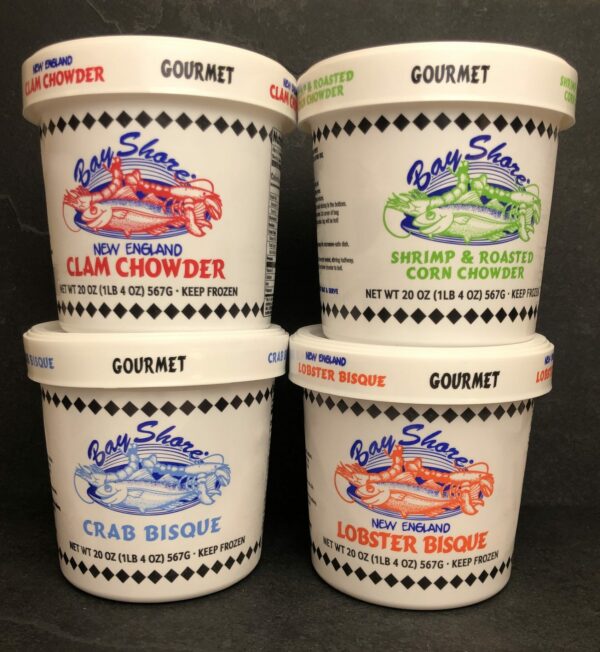 NEW ENGLAND
CLAM CHOWDER
GOURMET
CLAM
Bay Shore
NEW ENGLAND
CLAM CHOWDER
NET WT 20 OZ (1LB 4 OZ) 567G · KEEP FROZEN
& ROASTED
CHOWDER
GOURMET
SHRIMP
CORN
Bay Shore
SHRIMP & ROASTED
CORN CHOWDER
NET WT 20 OZ (1LB 4 OZ) 567G · KEEP FROZEN
BISQUE
GOURMET
CRAB
Bay Shore
CRAB BISQUE
NET WT 20 OZ (1LB 4 OZ) 567G · KEEP FROZEN
NEW ENGLAND
LOBSTER BISQUE
GOURMET
Bay Shore
NEW ENGLAND
LOBSTER BISQUE
NET WT 20 OZ (1LB 4 OZ) 567G · KEEP FROZEN